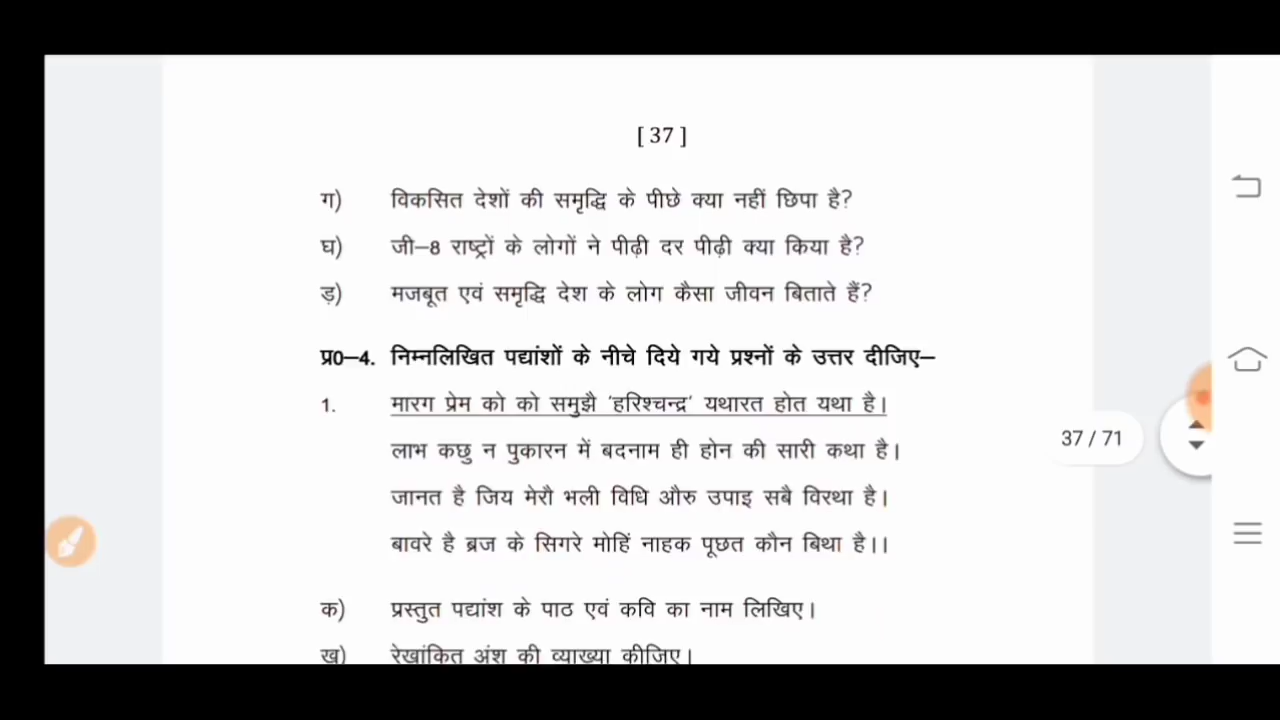 [ 37 ]
ग) विकसित देशों की समृद्धि के पीछे क्या नहीं छिपा है?
घ) जी–8 राष्ट्रों के लोगों ने पीढ़ी दर पीढ़ी क्या किया है?
ड़) मजबूत एवं समृद्धि देश के लोग कैसा जीवन बिताते हैं?
प्र0–4. निम्नलिखित पद्यांशों के नीचे दिये गये प्रश्नों के उत्तर दीजिए–
1. मारग प्रेम को को समुझै 'हरिश्चन्द्र' यथारत होत यथा है।
37 / 71
लाभ कछु न पुकारन में बदनाम ही होन की सारी कथा है।
जानत है जिय मेरौ भली विधि औरु उपाइ सबै विरथा है।
बावरे है ब्रज के सिगरे मोहिं नाहक पूछत कौन बिथा है।।
क) प्रस्तुत पद्यांश के पाठ एवं कवि का नाम लिखिए।
ख) रेखांकित अंश की व्याख्या कीजिए।